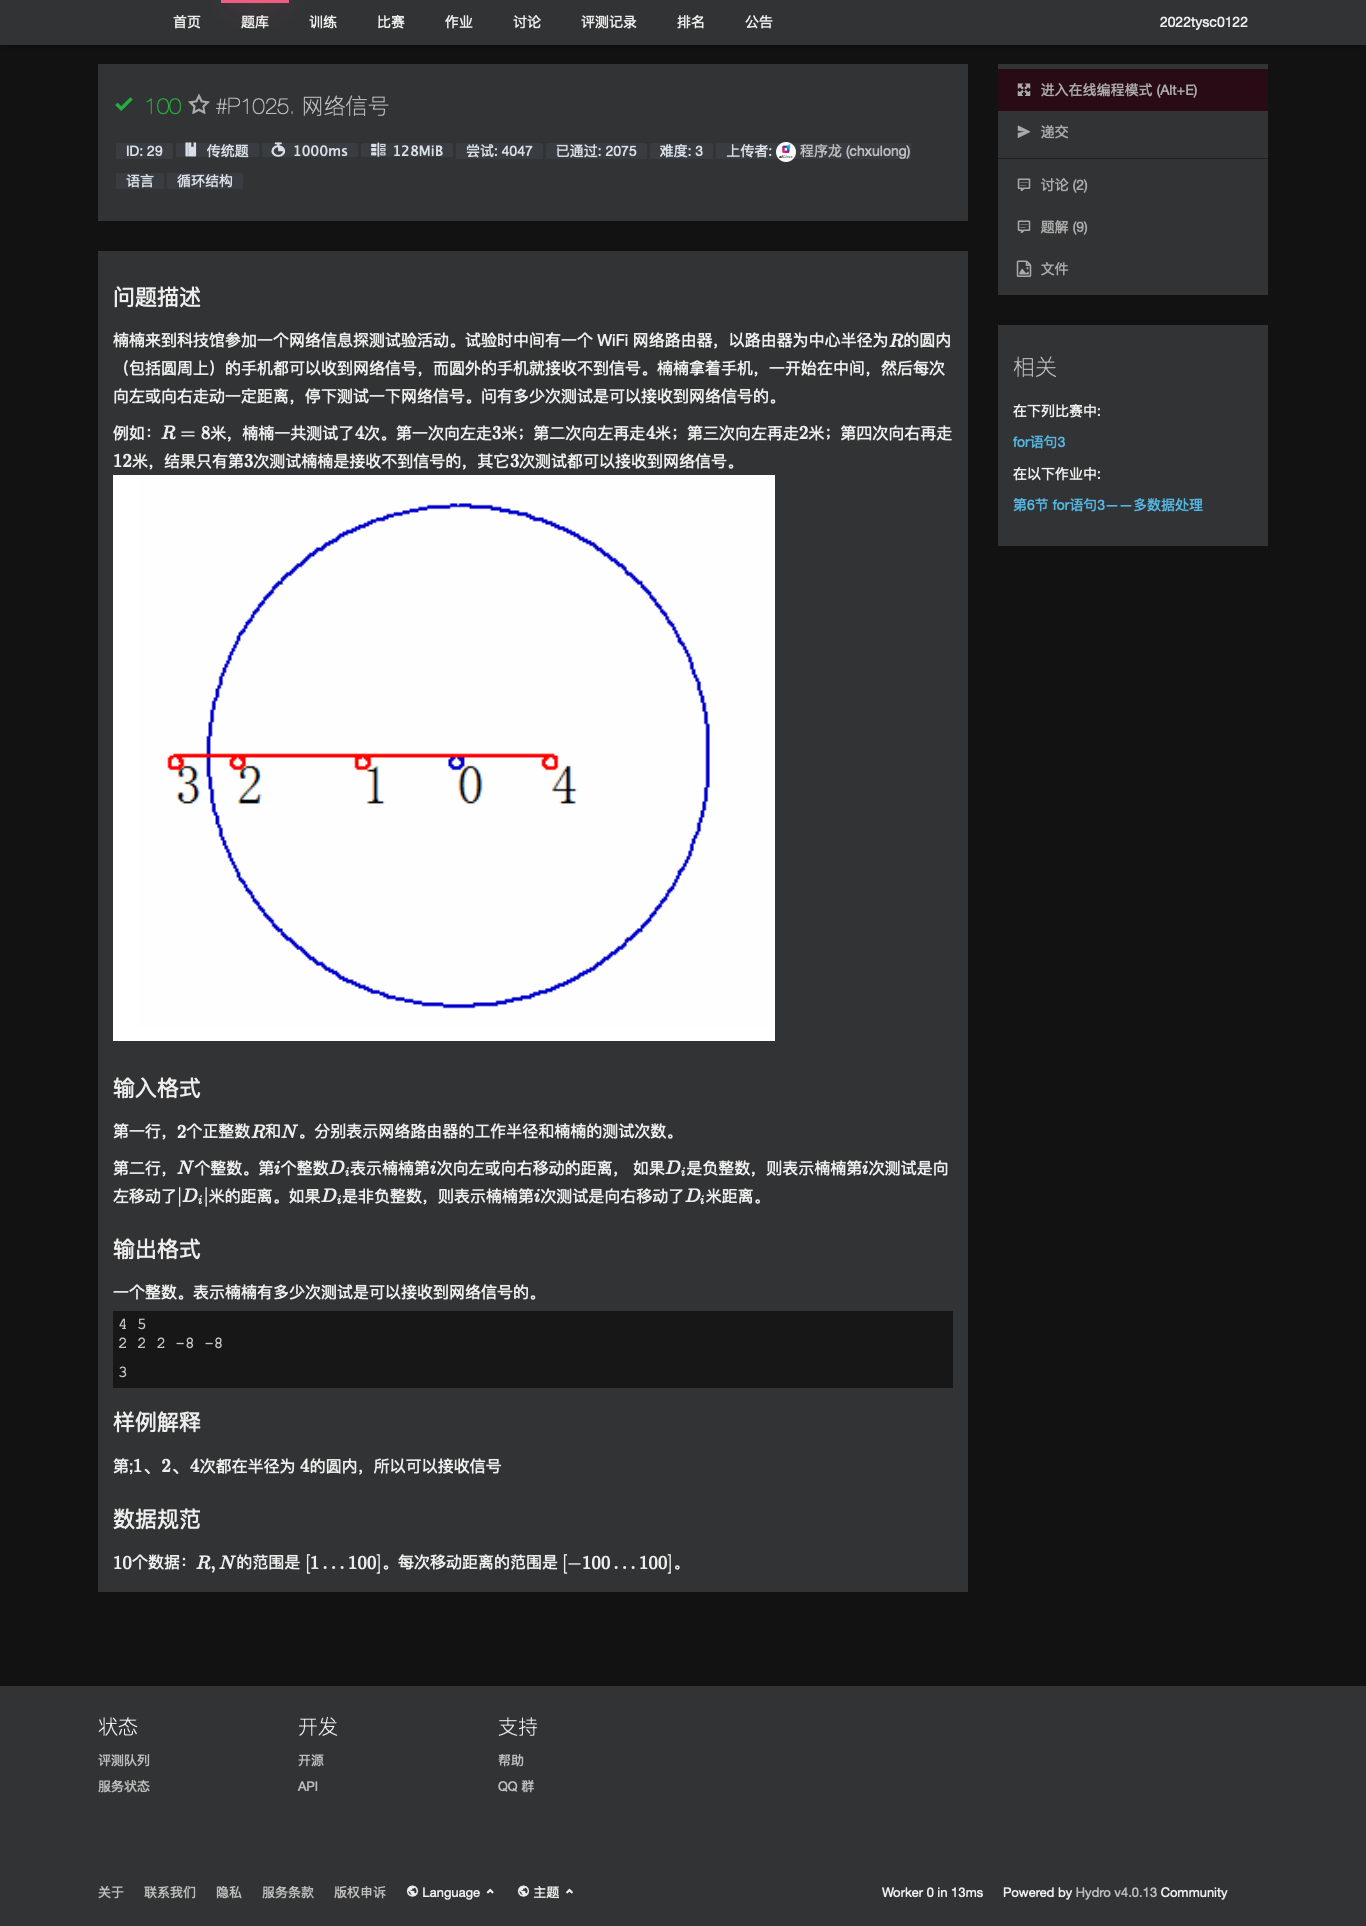 首页 题库 训练 比赛 作业 讨论 评测记录 排名 公告 2022tysc0122
100 #P1025. 网络信号
ID: 29 传统题 1000ms 128MiB 尝试: 4047 已通过: 2075 难度: 3 上传者: 程序龙 (chxulong)
语言 循环结构
问题描述
楠楠来到科技馆参加一个网络信息探测试验活动。试验时中间有一个 WiFi 网络路由器，以路由器为中心半径为R的圆内
（包括圆周上）的手机都可以收到网络信号，而圆外的手机就接收不到信号。楠楠拿着手机，一开始在中间，然后每次
向左或向右走动一定距离，停下测试一下网络信号。问有多少次测试是可以接收到网络信号的。
例如：R = 8米，楠楠一共测试了4次。第一次向左走3米；第二次向左再走4米；第三次向左再走2米；第四次向右再走
12米，结果只有第3次测试楠楠是接收不到信号的，其它3次测试都可以接收到网络信号。
3 2 1 0 4
输入格式
第一行，2个正整数R和N。分别表示网络路由器的工作半径和楠楠的测试次数。
第二行，N个整数。第i个整数D_i表示楠楠第i次向左或向右移动的距离， 如果D_i是负整数，则表示楠楠第i次测试是向
左移动了|D_i|米的距离。如果D_i是非负整数，则表示楠楠第i次测试是向右移动了D_i米距离。
输出格式
一个整数。表示楠楠有多少次测试是可以接收到网络信号的。
4 5
2 2 2 -8 -8
3
样例解释
第;1、2、4次都在半径为 4的圆内，所以可以接收信号
数据规范
10个数据：R, N的范围是 [1 … 100]。每次移动距离的范围是 [−100 … 100]。
进入在线编程模式 (Alt+E)
递交
讨论 (2)
题解 (9)
文件
相关
在下列比赛中:
for语句3
在以下作业中:
第6节 for语句3——多数据处理
状态
评测队列
服务状态
开发
开源
API
支持
帮助
QQ 群
关于 联系我们 隐私 服务条款 版权申诉 Language 主题 Worker 0 in 13ms Powered by Hydro v4.0.13 Community